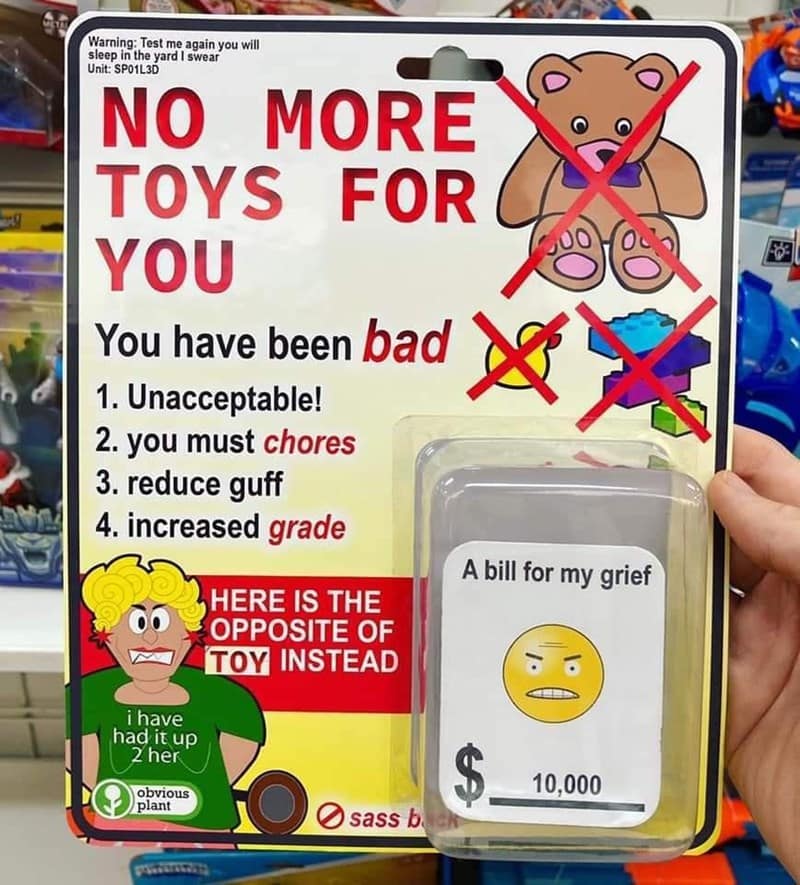 Warning: Test me again you will
sleep in the yard I swear
Unit: SP01L3D
NO MORE
TOYS FOR
YOU
You have been bad
1. Unacceptable!
2. you must chores
3. reduce guff
4. increased grade
HERE IS THE
OPPOSITE OF
TOY INSTEAD
i have
had it up
2 her
obvious
plant
sass back
A bill for my grief
$ 10,000